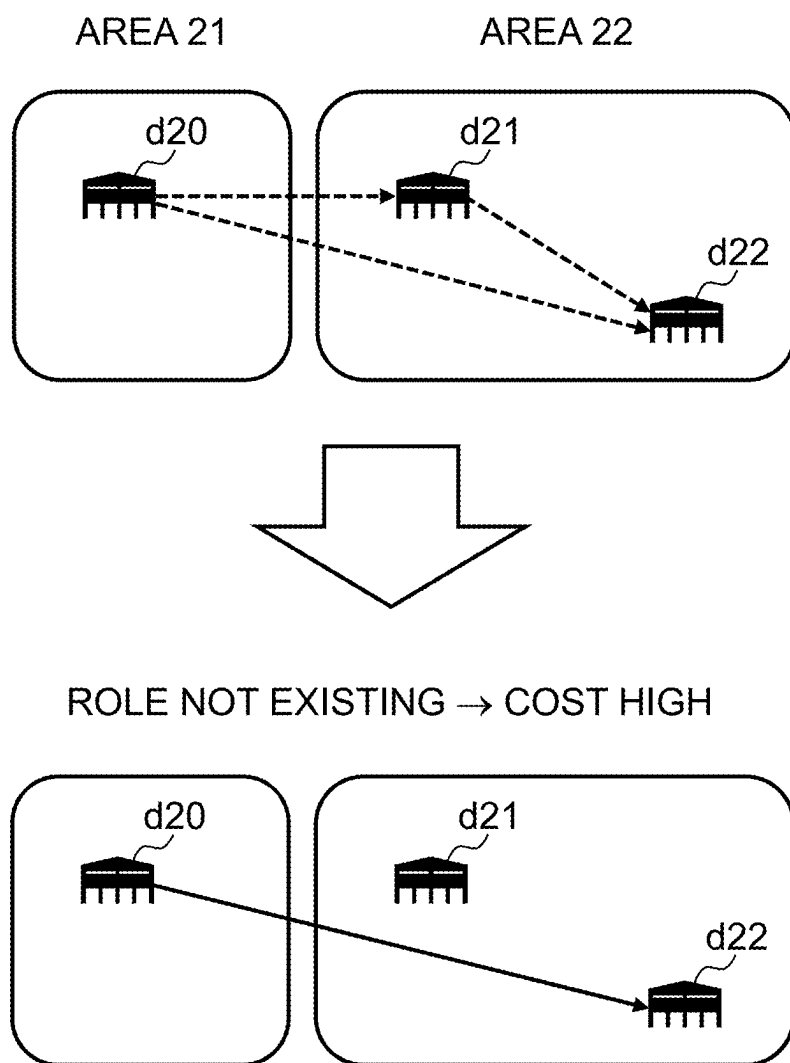 AREA 21 AREA 22
d20 d21
d22
ROLE NOT EXISTING → COST HIGH
d20 d21
d22